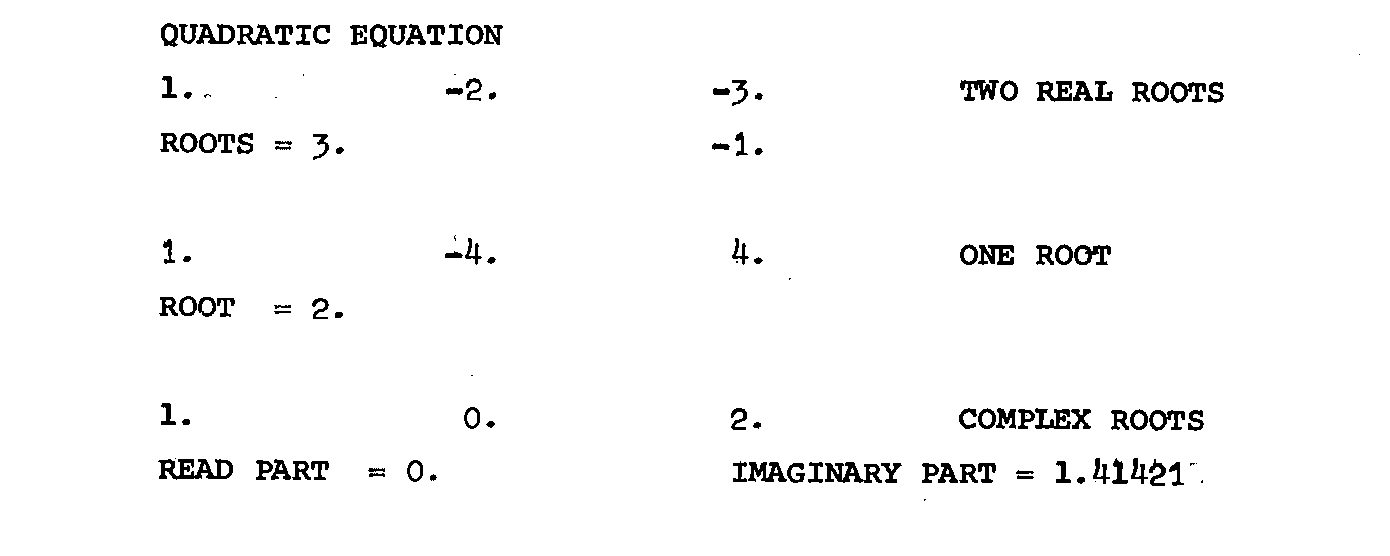 QUADRATIC EQUATION
1. -2. -3. TWO REAL ROOTS
ROOTS = 3. -1.
1. -4. 4. ONE ROOT
ROOT = 2.
1. 0. 2. COMPLEX ROOTS
READ PART = 0. IMAGINARY PART = 1.41421